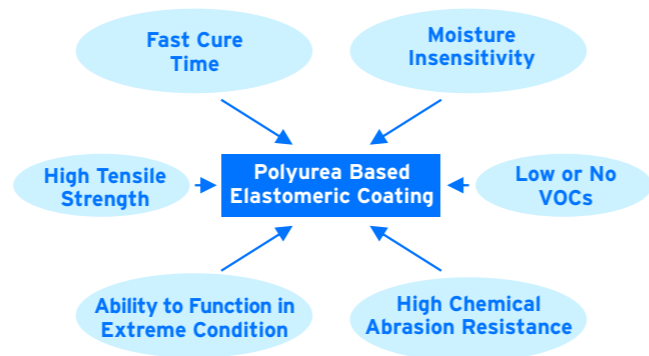 Fast Cure
Time
Moisture
Insensitivity
High Tensile
Strength
Polyurea Based
Elastomeric Coating
Low or No
VOCs
Ability to Function in
Extreme Condition
High Chemical
Abrasion Resistance